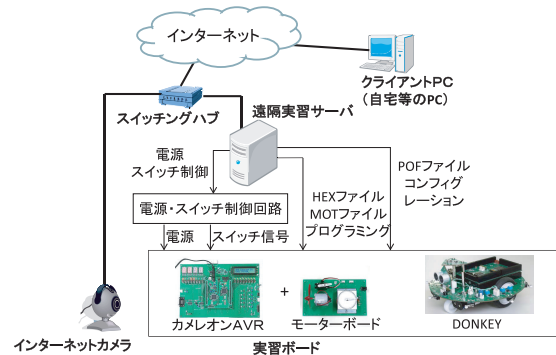 インターネット
クライアントPC
（自宅等のPC）
スイッチングハブ
遠隔実習サーバ
電源
スイッチ制御
POFファイル
コンフィグ
レーション
HEXファイル
MOTファイル
プログラミング
電源・スイッチ制御回路
電源
スイッチ信号
+
カメレオンAVR
モーターボード
DONKEY
インターネットカメラ
実習ボード